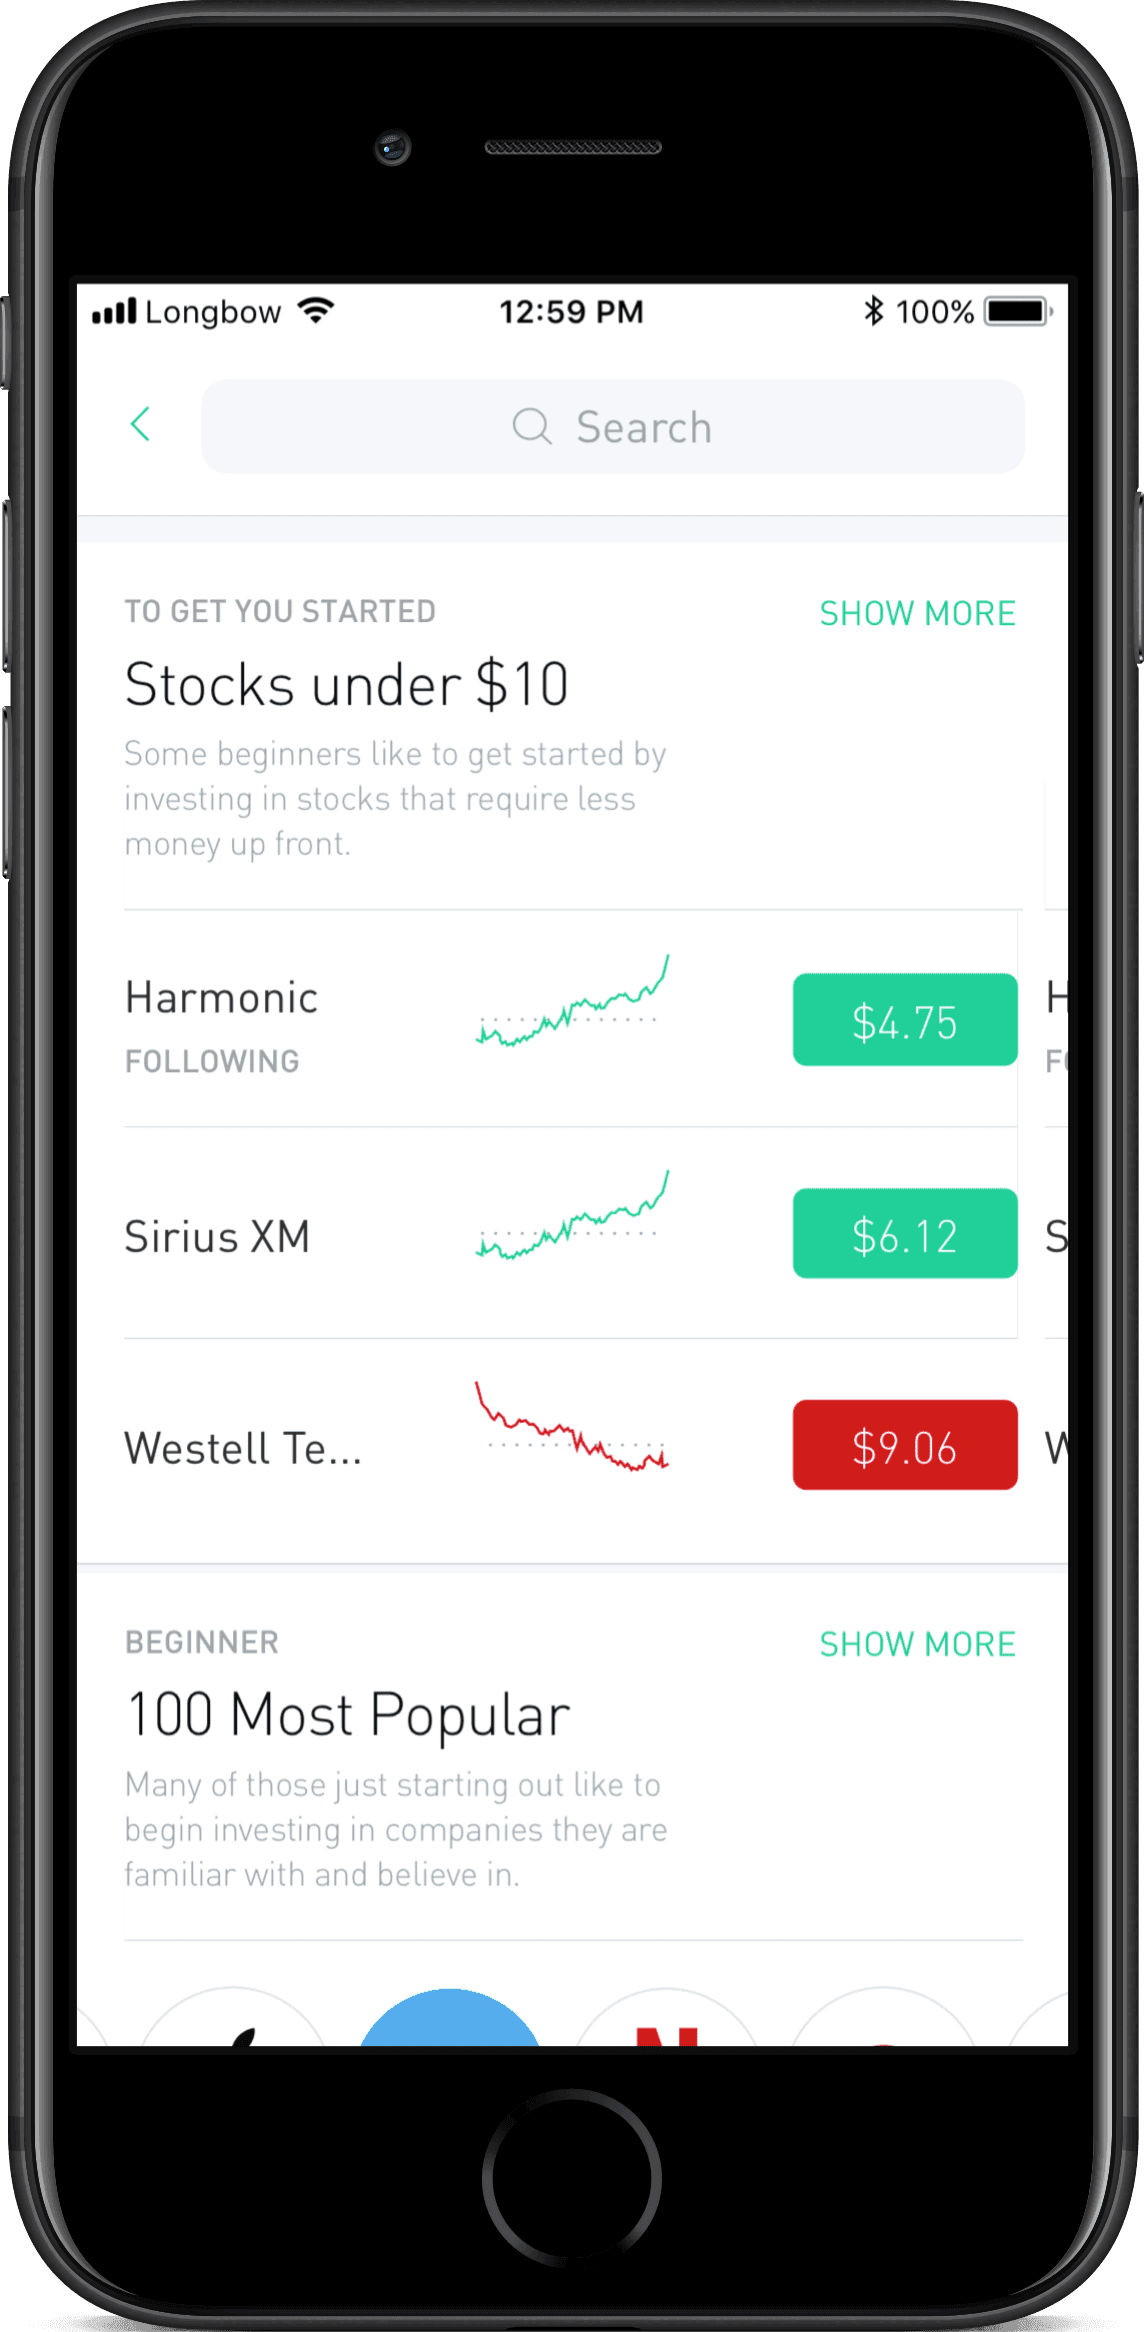 Longbow 12:59 PM 100%
Search
TO GET YOU STARTED SHOW MORE
Stocks under $10
Some beginners like to get started by
investing in stocks that require less
money up front.
Harmonic $4.75 H
FOLLOWING FO
Sirius XM $6.12 S
Westell Te... $9.06 W
BEGINNER SHOW MORE
100 Most Popular
Many of those just starting out like to
begin investing in companies they are
familiar with and believe in.
N